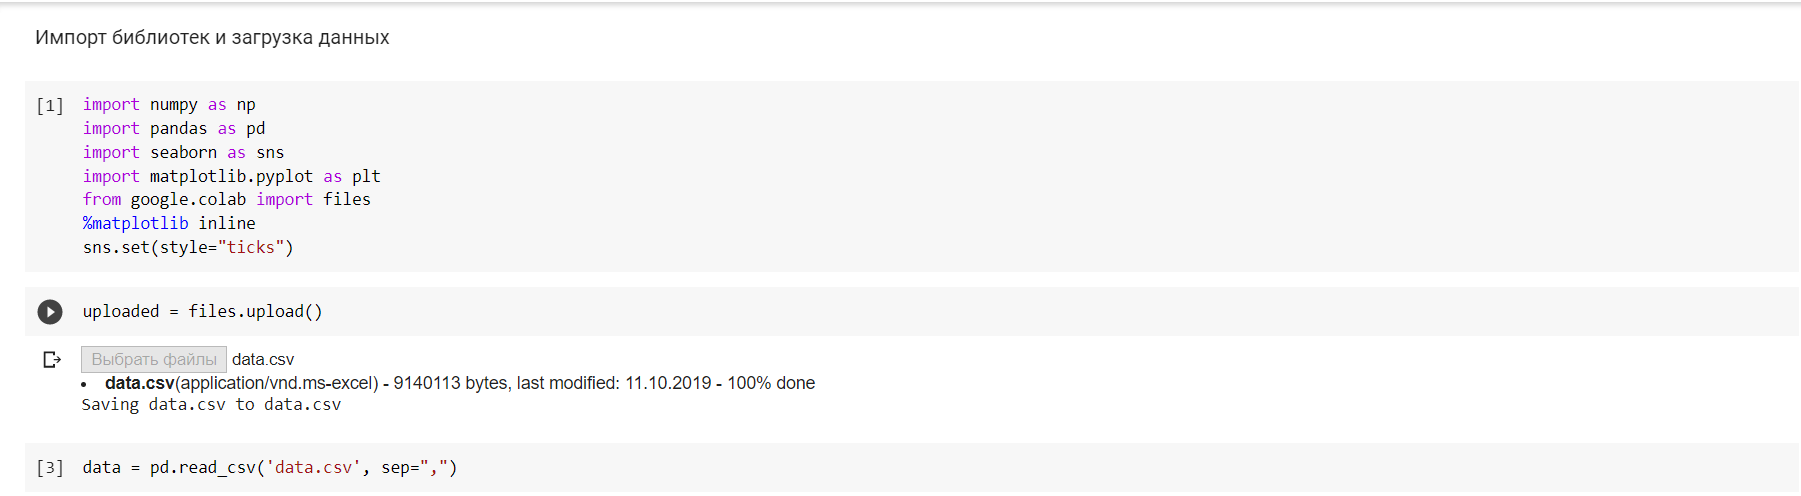 Импорт библиотек и загрузка данных
[1] import numpy as np
import pandas as pd
import seaborn as sns
import matplotlib.pyplot as plt
from google.colab import files
%matplotlib inline
sns.set(style="ticks")
uploaded = files.upload()
Выбрать файлы data.csv
• data.csv(application/vnd.ms-excel) - 9140113 bytes, last modified: 11.10.2019 - 100% done
Saving data.csv to data.csv
[3] data = pd.read_csv('data.csv', sep=",")